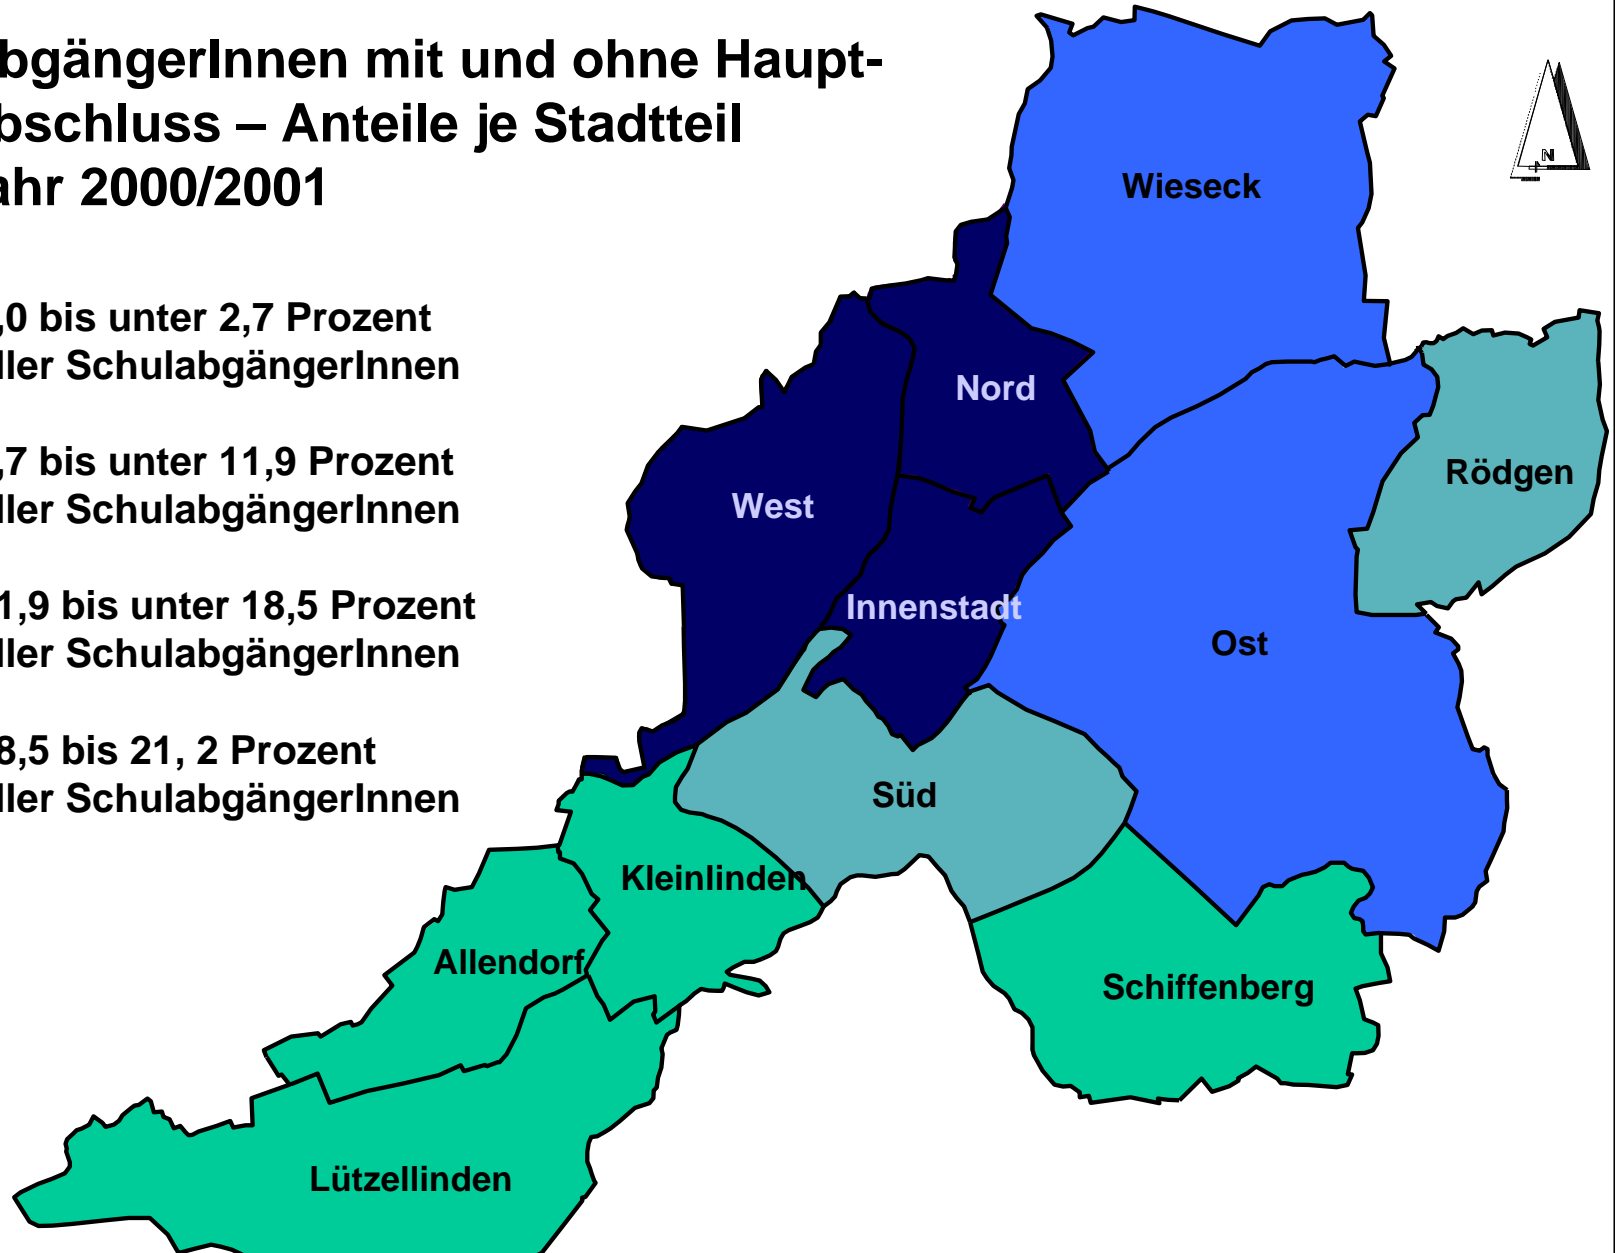 bgängerInnen mit und ohne Haupt-
bschluss – Anteile je Stadtteil
ahr 2000/2001
,0 bis unter 2,7 Prozent
ller SchulabgängerInnen
,7 bis unter 11,9 Prozent
ller SchulabgängerInnen
1,9 bis unter 18,5 Prozent
ller SchulabgängerInnen
8,5 bis 21, 2 Prozent
ller SchulabgängerInnen
Wieseck
N
Nord
Rödgen
West
Innenstadt
Ost
Süd
Kleinlinden
Allendorf
Schiffenberg
Lützellinden